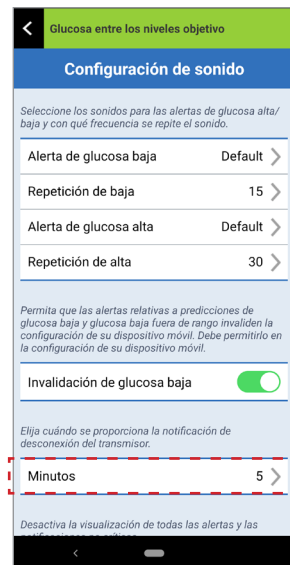 Glucosa entre los niveles objetivo
Configuración de sonido
Seleccione los sonidos para las alertas de glucosa alta/
baja y con qué frecuencia se repite el sonido.
Alerta de glucosa baja Default
Repetición de baja 15
Alerta de glucosa alta Default
Repetición de alta 30
Permita que las alertas relativas a predicciones de
glucosa baja y glucosa baja fuera de rango invaliden la
configuración de su dispositivo móvil. Debe permitirlo en
la configuración de su dispositivo móvil.
Invalidación de glucosa baja
Elija cuándo se proporciona la notificación de
desconexión del transmisor.
Minutos 5
Desactiva la visualización de todas las alertas y las